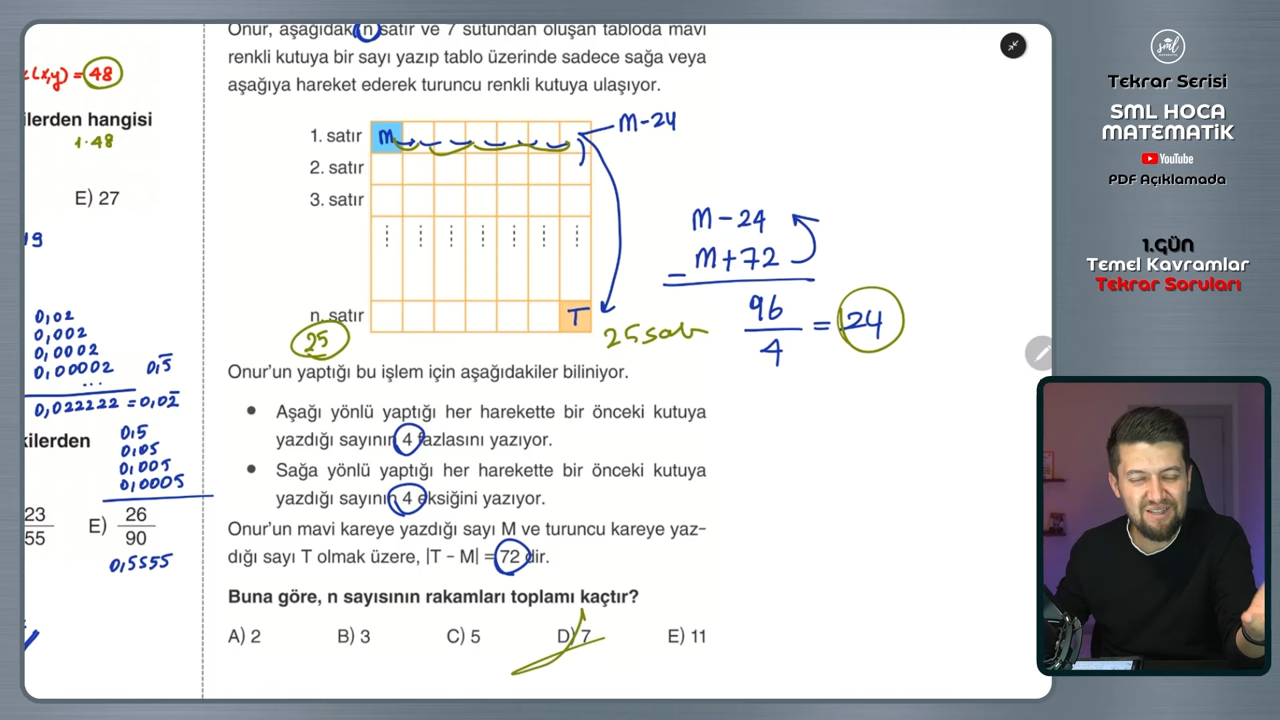 Onur, aşağıdaki n satır ve 7 sütundan oluşan tabloda mavi
renkli kutuya bir sayı yazıp tablo üzerinde sadece sağa veya
aşağıya hareket ederek turuncu renkli kutuya ulaşıyor.
1. satır M
M-24
2. satır
3. satır
n. satır T
25
25 satır
M-24
M+72
96
4
= 24
Onur'un yaptığı bu işlem için aşağıdakiler biliniyor.
• Aşağı yönlü yaptığı her harekette bir önceki kutuya
yazdığı sayının 4 fazlasını yazıyor.
• Sağa yönlü yaptığı her harekette bir önceki kutuya
yazdığı sayının 4 eksiğini yazıyor.
Onur'un mavi kareye yazdığı sayı M ve turuncu kareye yaz-
dığı sayı T olmak üzere, |T - M| = 72 dir.
Buna göre, n sayısının rakamları toplamı kaçtır?
A) 2 B) 3 C) 5 D) 7 E) 11
(x,y) = 48
ilerden hangisi
1.48
E) 27
19
0,02
0,002
0,0002
0,00002
...
0,022222 = 0,02̅
0,5̅
kilerden
0,5
0,05
0,005
0,0005
23
55
E) 26
90
0,5555
sml
Tekrar Serisi
SML HOCA
MATEMATİK
YouTube
PDF Açıklamada
1.GÜN
Temel Kavramlar
Tekrar Soruları